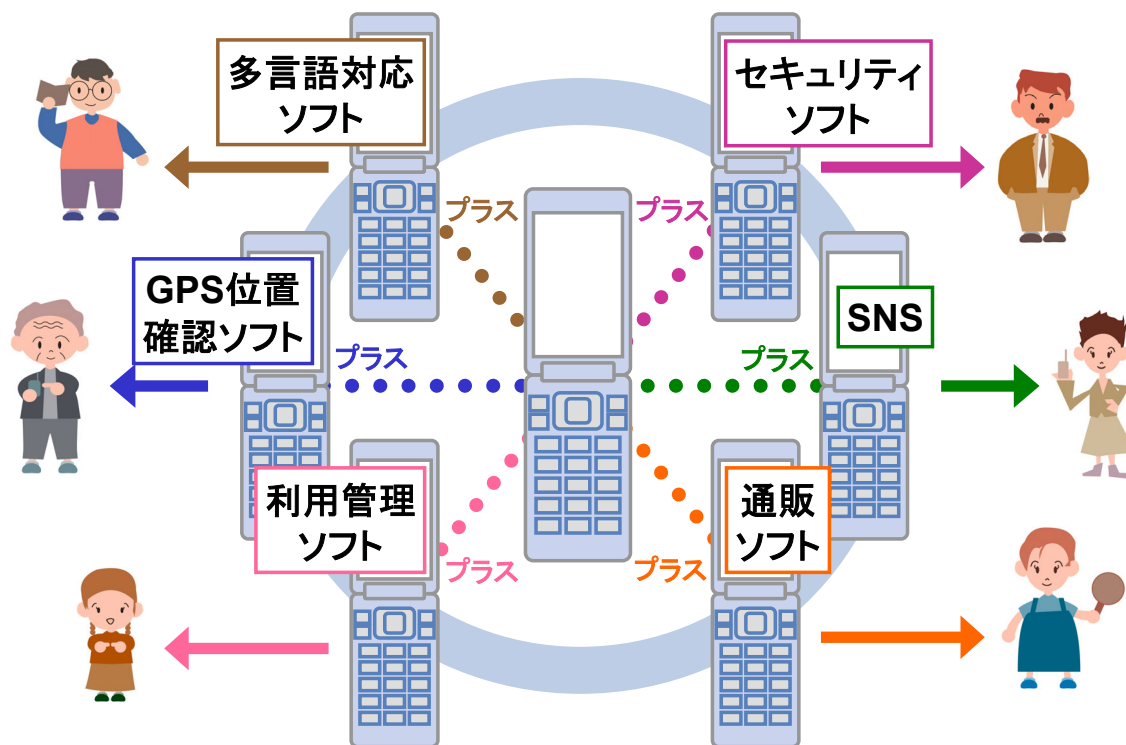 多言語対応
ソフト
セキュリティ
ソフト
プラス
プラス
GPS位置
確認ソフト
プラス
プラス
SNS
利用管理
ソフト
プラス
プラス
通販
ソフト